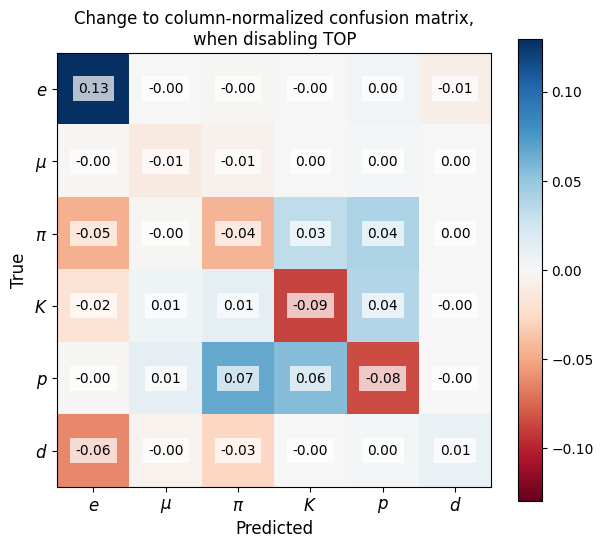 Change to column-normalized confusion matrix,
when disabling TOP
True
e 0.13 -0.00 -0.00 -0.00 0.00 -0.01
μ -0.00 -0.01 -0.01 0.00 0.00 0.00
π -0.05 -0.00 -0.04 0.03 0.04 0.00
K -0.02 0.01 0.01 -0.09 0.04 -0.00
p -0.00 0.01 0.07 0.06 -0.08 -0.00
d -0.06 -0.00 -0.03 -0.00 0.00 0.01
e μ π K p d
Predicted
0.10
0.05
0.00
−0.05
−0.10